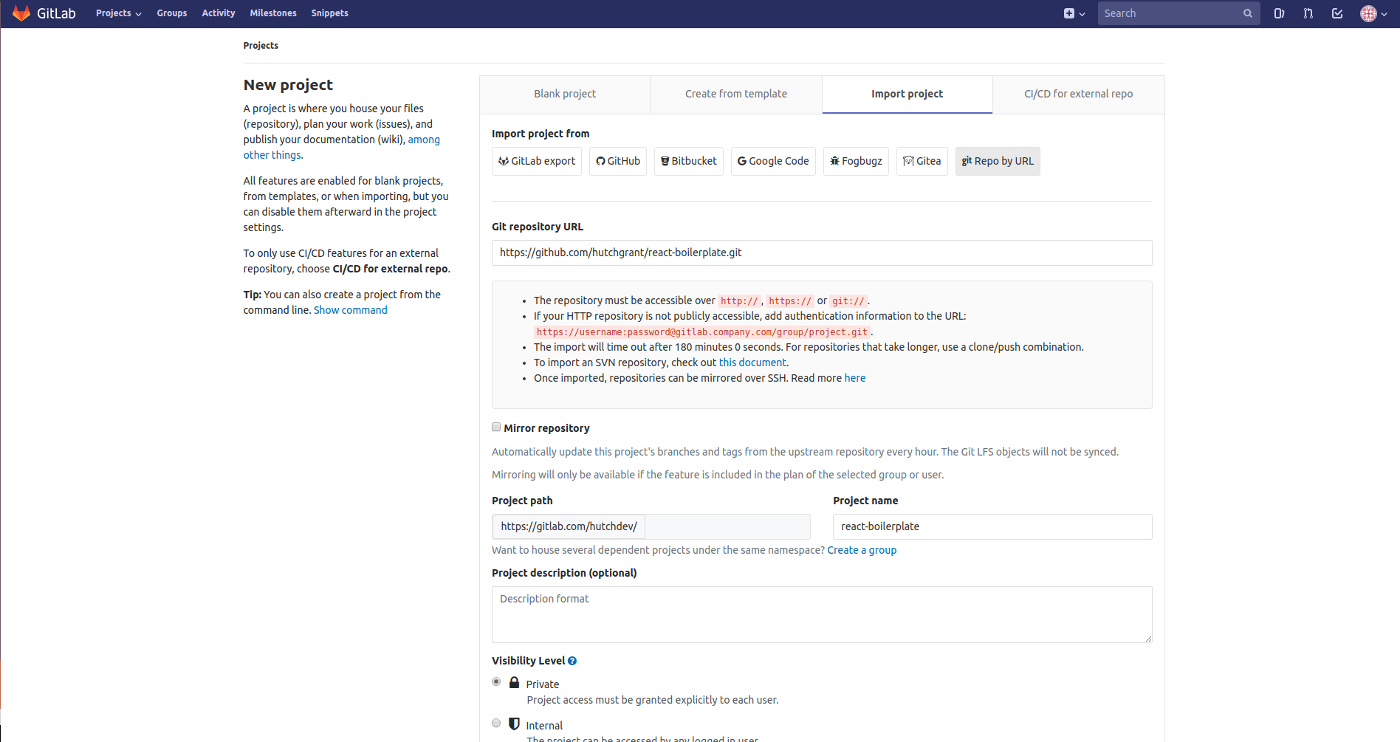 GitLab Projects Groups Activity Milestones Snippets Search
Projects
New project
A project is where you house your files
(repository), plan your work (issues), and
publish your documentation (wiki), among
other things.
All features are enabled for blank projects,
from templates, or when importing, but you
can disable them afterward in the project
settings.
To only use CI/CD features for an external
repository, choose CI/CD for external repo.
Tip: You can also create a project from the
command line. Show command
Blank project Create from template Import project CI/CD for external repo
Import project from
GitLab export GitHub Bitbucket Google Code Fogbugz Gitea git Repo by URL
Git repository URL
https://github.com/hutchgrant/react-boilerplate.git
• The repository must be accessible over http://, https:// or git://.
• If your HTTP repository is not publicly accessible, add authentication information to the URL:
https://username:password@gitlab.company.com/group/project.git.
• The import will time out after 180 minutes 0 seconds. For repositories that take longer, use a clone/push combination.
• To import an SVN repository, check out this document.
• Once imported, repositories can be mirrored over SSH. Read more here
Mirror repository
Automatically update this project's branches and tags from the upstream repository every hour. The Git LFS objects will not be synced.
Mirroring will only be available if the feature is included in the plan of the selected group or user.
Project path Project name
https://gitlab.com/hutchdev/ react-boilerplate
Want to house several dependent projects under the same namespace? Create a group
Project description (optional)
Description format
Visibility Level ?
Private
Project access must be granted explicitly to each user.
Internal
The project can be accessed by any logged in user.